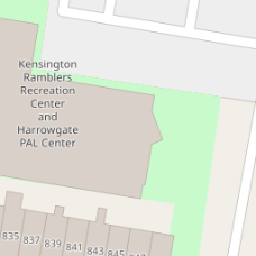 Kensington
Ramblers
Recreation
Center
and
Harrowgate
PAL Center
835
837
839
841
843
845